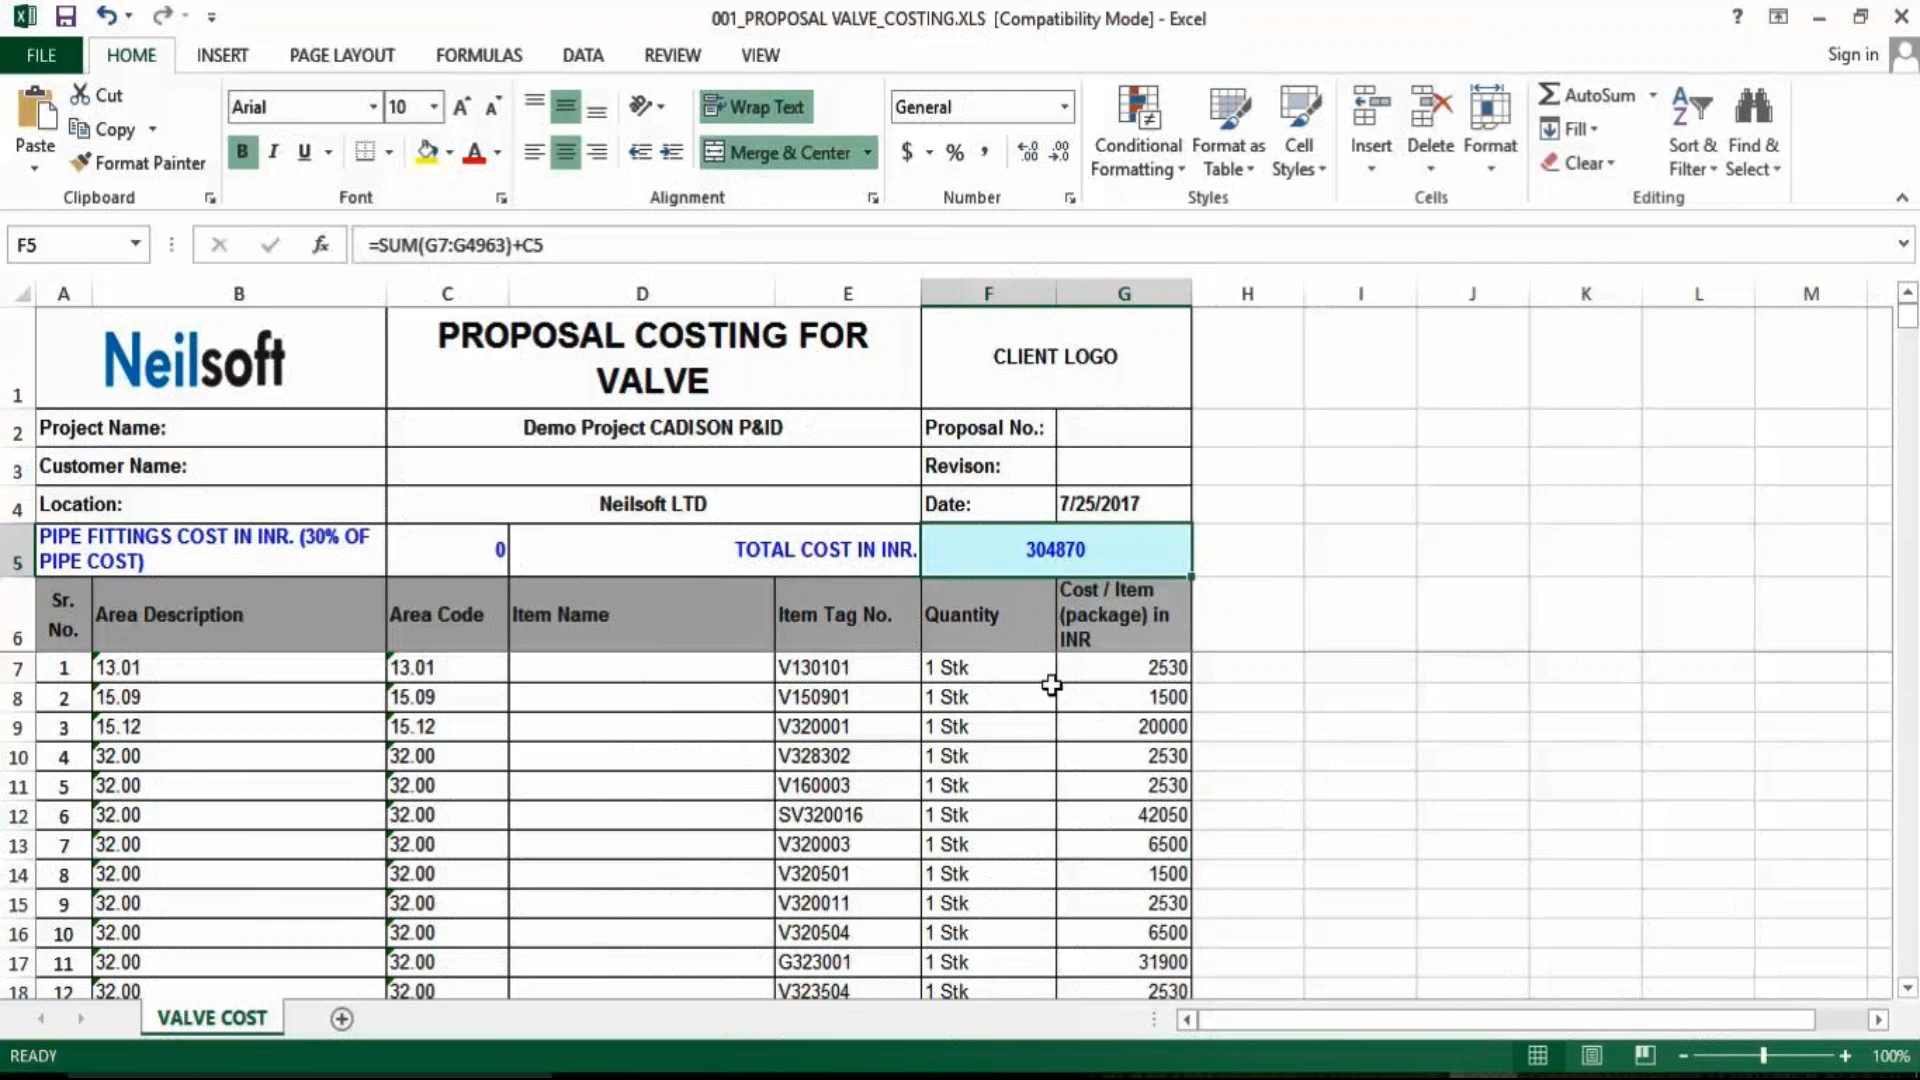 001_PROPOSAL VALVE_COSTING.XLS [Compatibility Mode] - Excel
?
FILE HOME INSERT PAGE LAYOUT FORMULAS DATA REVIEW VIEW Sign in
Paste
Cut
Copy
Format Painter
Clipboard
Arial 10
B I U
Font
Wrap Text
Merge & Center
Alignment
General
$ % ,
Number
Conditional Formatting
Format as Table
Cell Styles
Styles
Insert Delete Format
Cells
AutoSum
Fill
Clear
Sort & Filter
Find & Select
Editing
F5 fx =SUM(G7:G4963)+C5
A B C D E F G H I J K L M
1 Neilsoft PROPOSAL COSTING FOR VALVE CLIENT LOGO
2 Project Name: Demo Project CADISON P&ID Proposal No.:
3 Customer Name: Revison:
4 Location: Neilsoft LTD Date: 7/25/2017
5 PIPE FITTINGS COST IN INR. (30% OF PIPE COST) 0 TOTAL COST IN INR. 304870
6 Sr. No. Area Description Area Code Item Name Item Tag No. Quantity Cost / Item (package) in INR
7 1 13.01 13.01 V130101 1 Stk 2530
8 2 15.09 15.09 V150901 1 Stk 1500
9 3 15.12 15.12 V320001 1 Stk 20000
10 4 32.00 32.00 V328302 1 Stk 2530
11 5 32.00 32.00 V160003 1 Stk 2530
12 6 32.00 32.00 SV320016 1 Stk 42050
13 7 32.00 32.00 V320003 1 Stk 6500
14 8 32.00 32.00 V320501 1 Stk 1500
15 9 32.00 32.00 V320011 1 Stk 2530
16 10 32.00 32.00 V320504 1 Stk 6500
17 11 32.00 32.00 G323001 1 Stk 31900
18 12 32.00 32.00 V323504 1 Stk 2530
VALVE COST
READY 100%